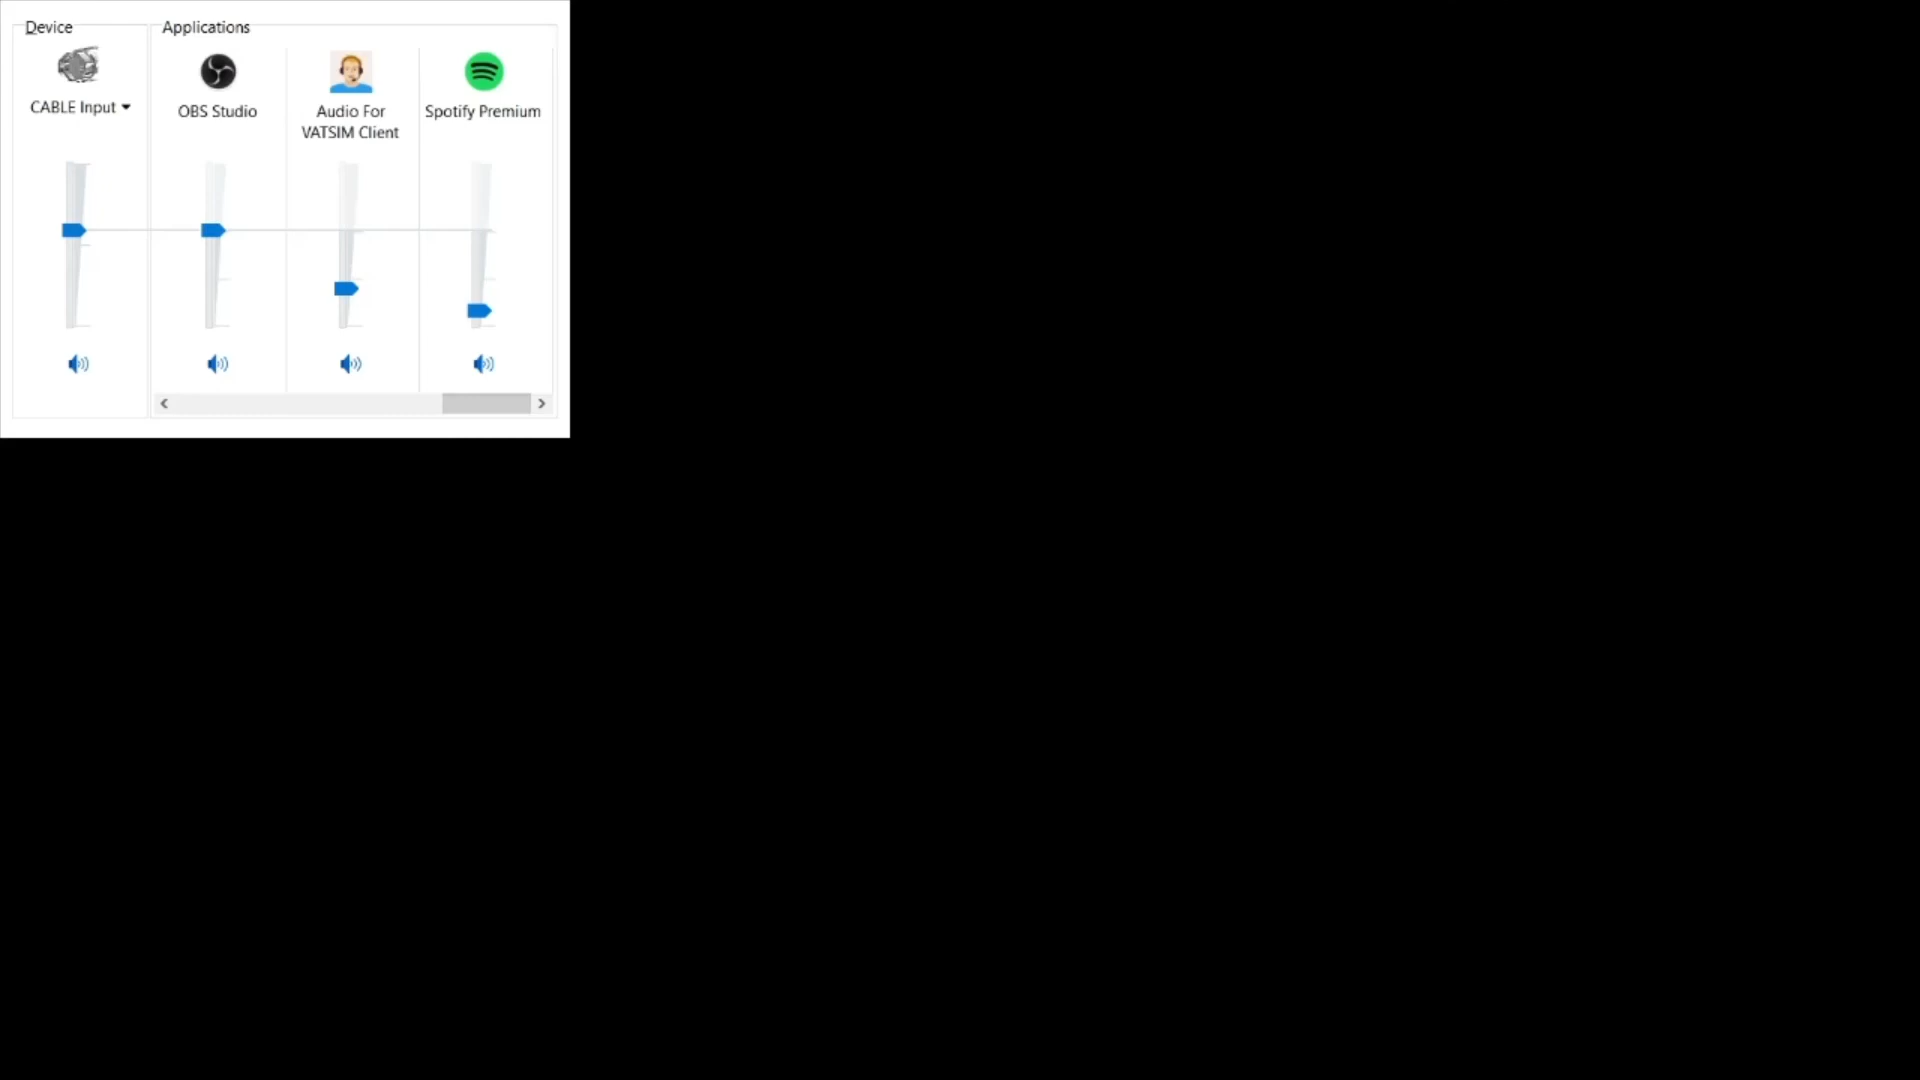 Device
Applications
CABLE Input
OBS Studio
Audio For
VATSIM Client
Spotify Premium